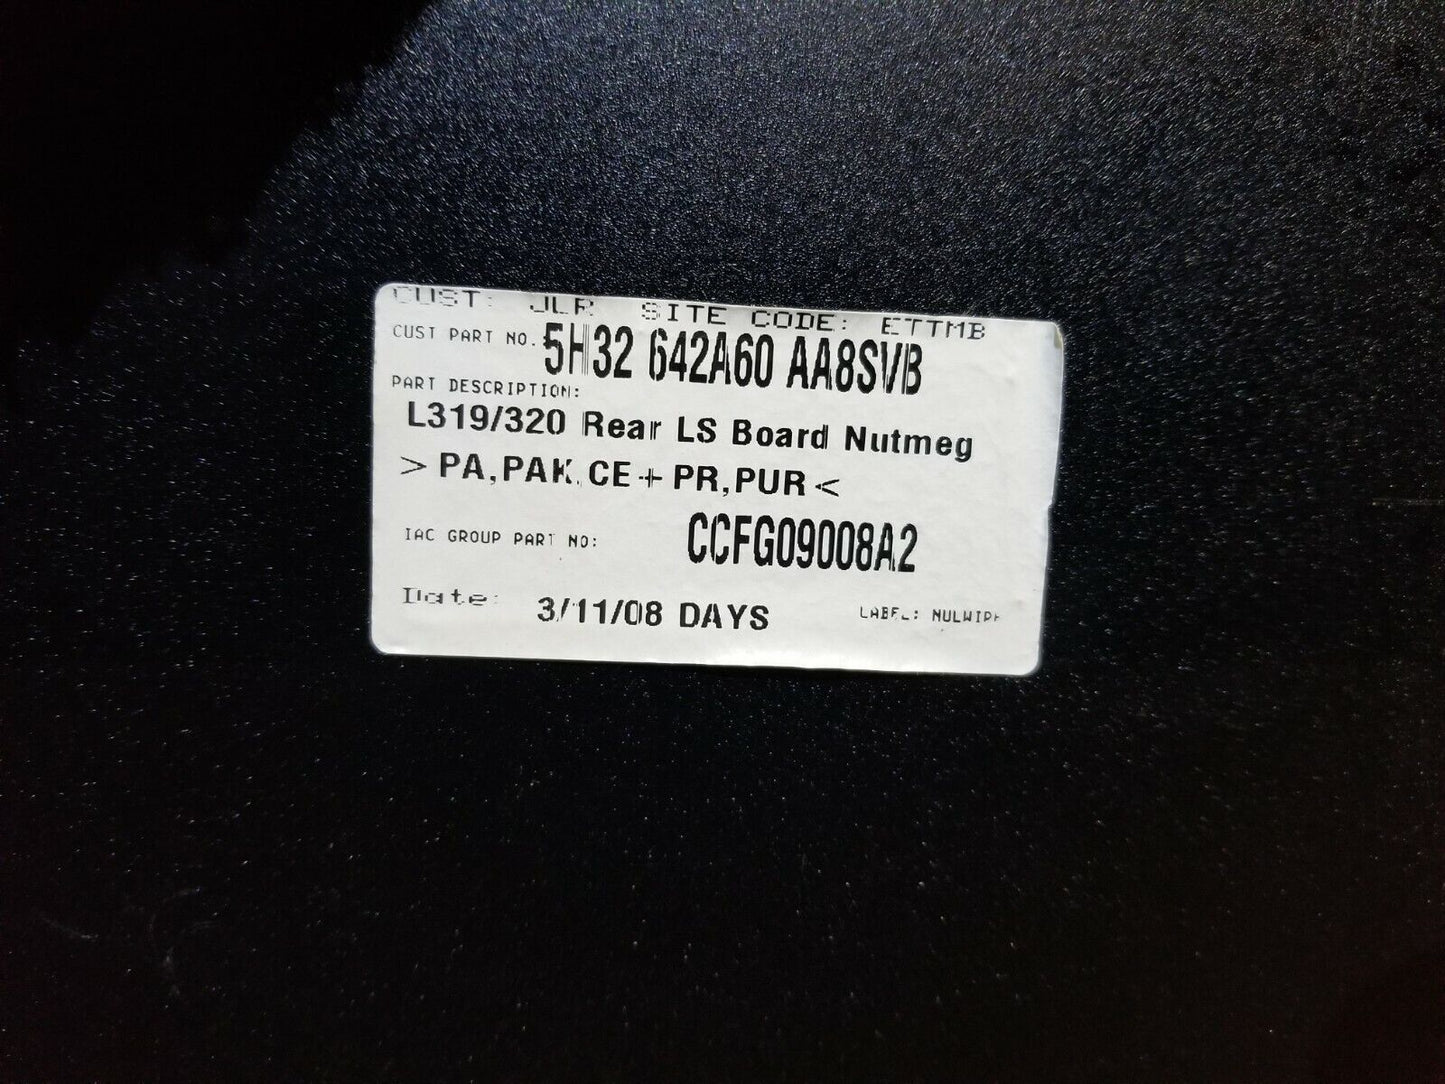 CUST: JLR SITE CODE: ETTMB
CUST PART NO. 5H32 642A60 AA8SVB
PART DESCRIPTION:
L319/320 Rear LS Board Nutmeg
> PA,PAK,CE + PR,PUR <
IAC GROUP PART NO: CCFG09008A2
Date: 3/11/08 DAYS LABEL: